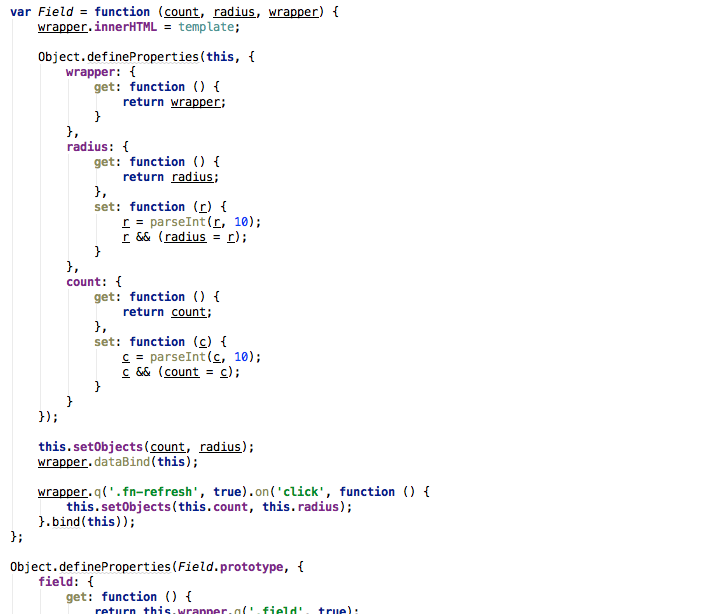 var Field = function (count, radius, wrapper) {
    wrapper.innerHTML = template;

    Object.defineProperties(this, {
        wrapper: {
            get: function () {
                return wrapper;
            }
        },
        radius: {
            get: function () {
                return radius;
            },
            set: function (r) {
                r = parseInt(r, 10);
                r && (radius = r);
            }
        },
        count: {
            get: function () {
                return count;
            },
            set: function (c) {
                c = parseInt(c, 10);
                c && (count = c);
            }
        }
    });

    this.setObjects(count, radius);
    wrapper.dataBind(this);

    wrapper.q('.fn-refresh', true).on('click', function () {
        this.setObjects(this.count, this.radius);
    }.bind(this));
};

Object.defineProperties(Field.prototype, {
    field: {
        get: function () {
            return this.wrapper.q('.field', true);